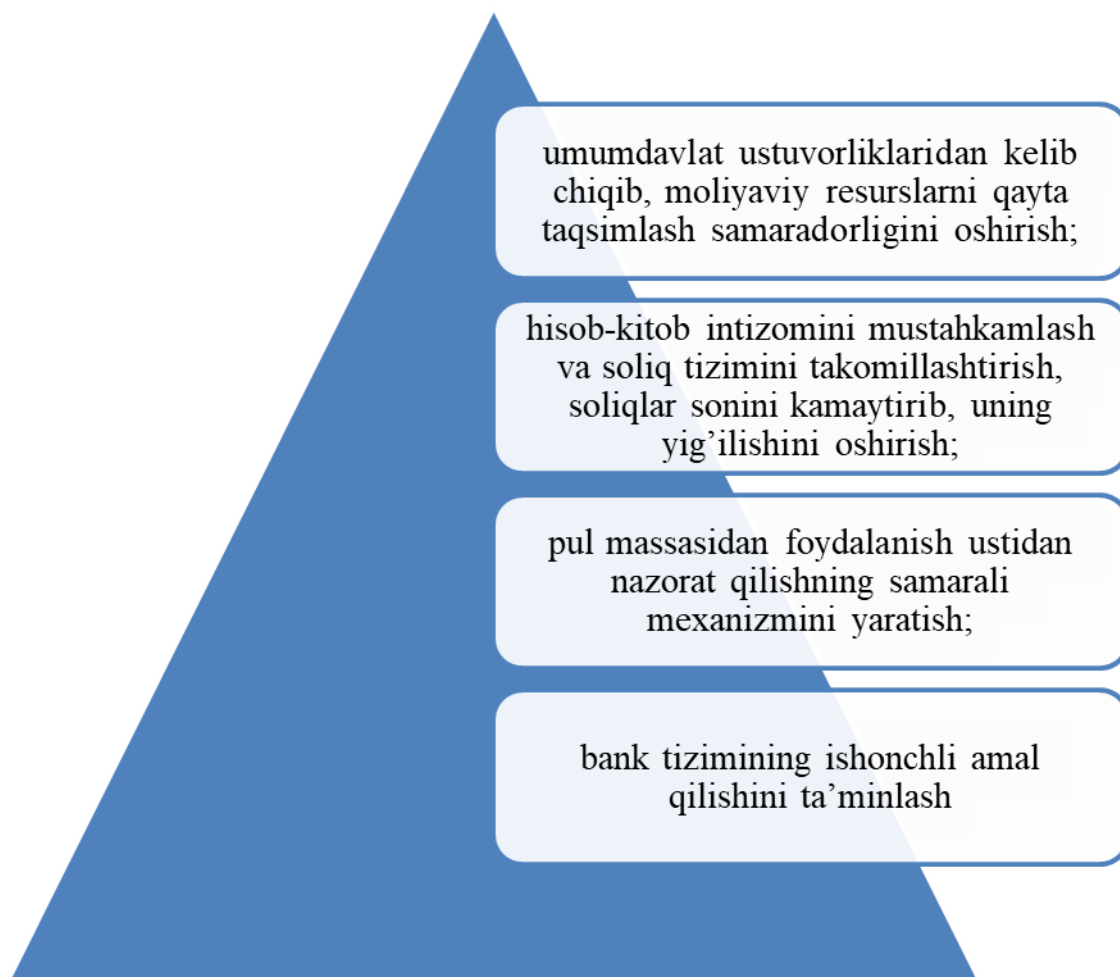 umumdavlat ustuvorliklaridan kelib
chiqib, moliyaviy resurslarni qayta
taqsimlash samaradorligini oshirish;
hisob-kitob intizomini mustahkamlash
va soliq tizimini takomillashtirish,
soliqlar sonini kamaytirib, uning
yig’ilishini oshirish;
pul massasidan foydalanish ustidan
nazorat qilishning samarali
mexanizmini yaratish;
bank tizimining ishonchli amal
qilishini ta’minlash